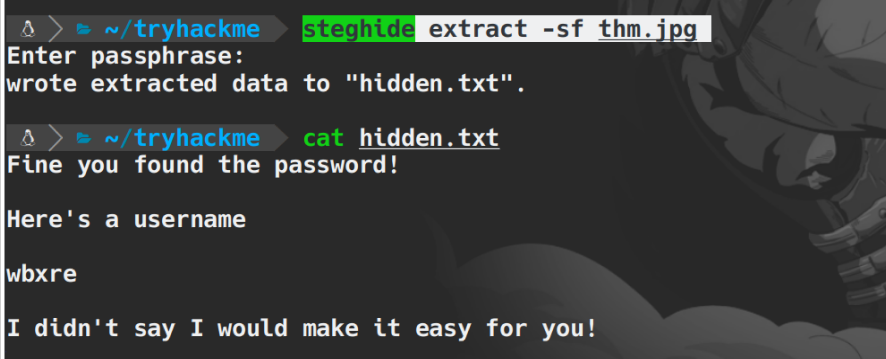 ~/tryhackme steghide extract -sf thm.jpg
Enter passphrase:
wrote extracted data to "hidden.txt".
~/tryhackme cat hidden.txt
Fine you found the password!
Here's a username
wbxre
I didn't say I would make it easy for you!